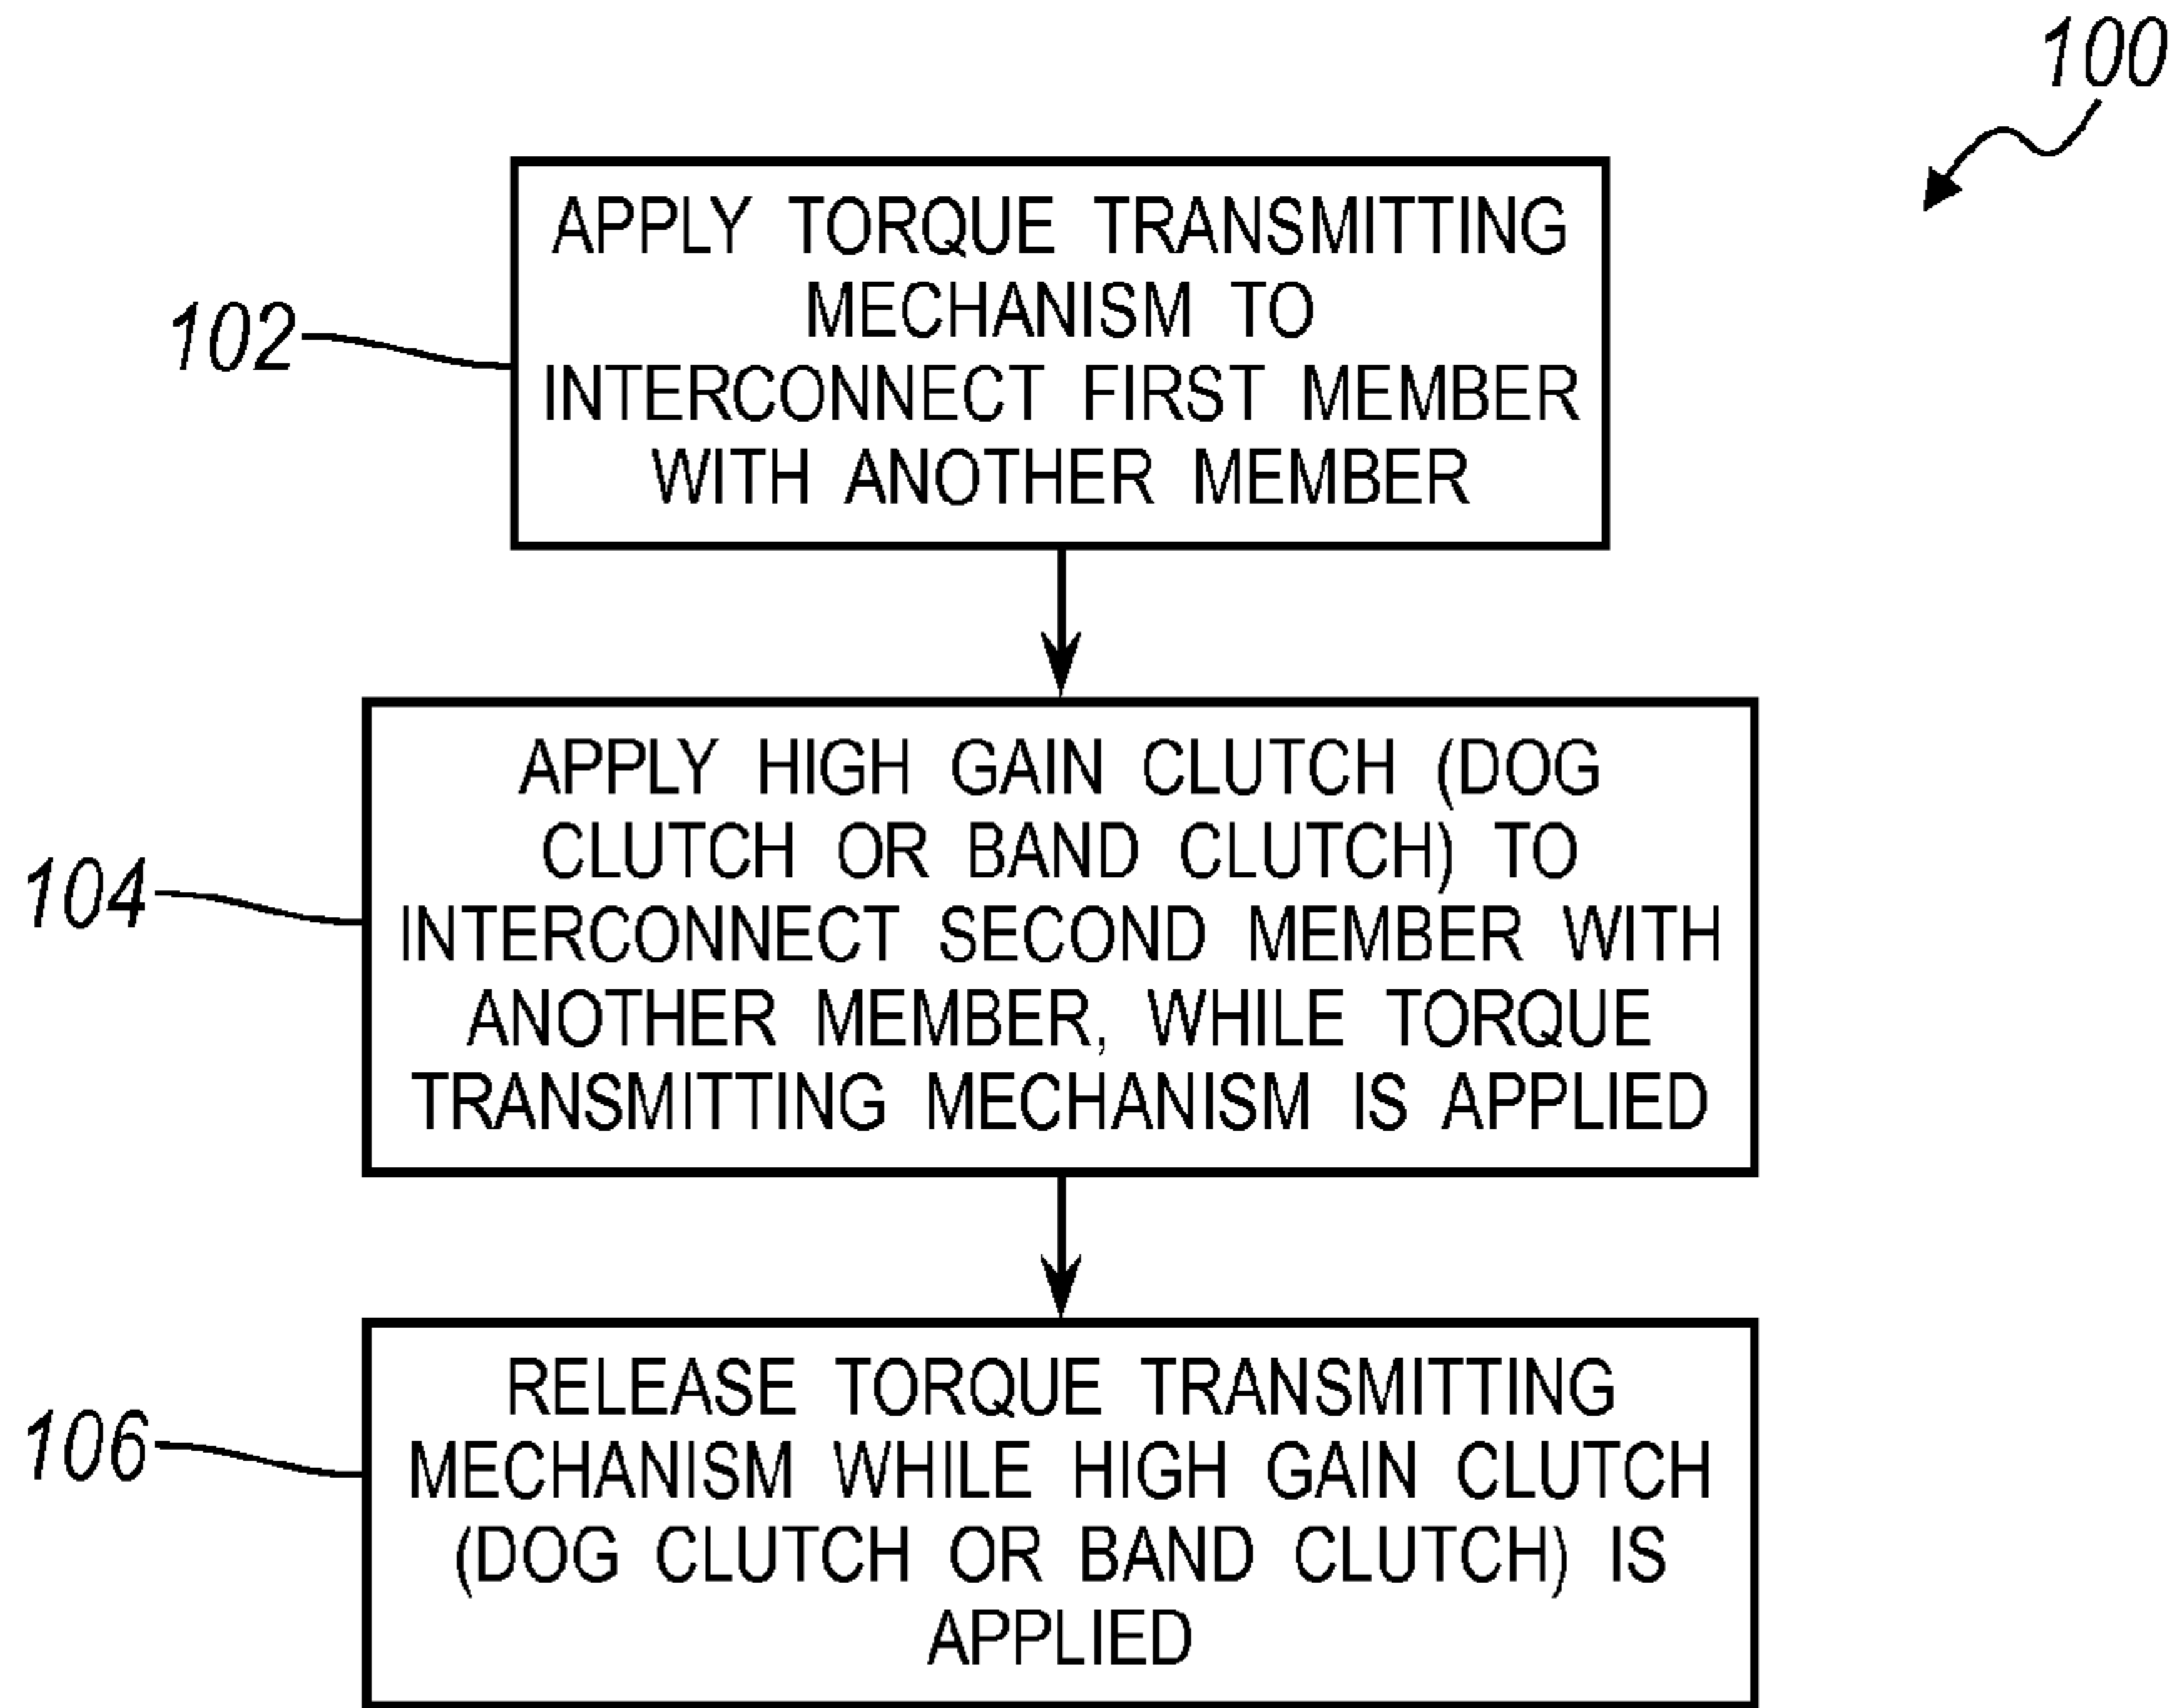 100
APPLY TORQUE TRANSMITTING
MECHANISM TO
INTERCONNECT FIRST MEMBER
WITH ANOTHER MEMBER
102
APPLY HIGH GAIN CLUTCH (DOG
CLUTCH OR BAND CLUTCH) TO
INTERCONNECT SECOND MEMBER WITH
ANOTHER MEMBER, WHILE TORQUE
TRANSMITTING MECHANISM IS APPLIED
104
RELEASE TORQUE TRANSMITTING
MECHANISM WHILE HIGH GAIN CLUTCH
(DOG CLUTCH OR BAND CLUTCH) IS
APPLIED
106